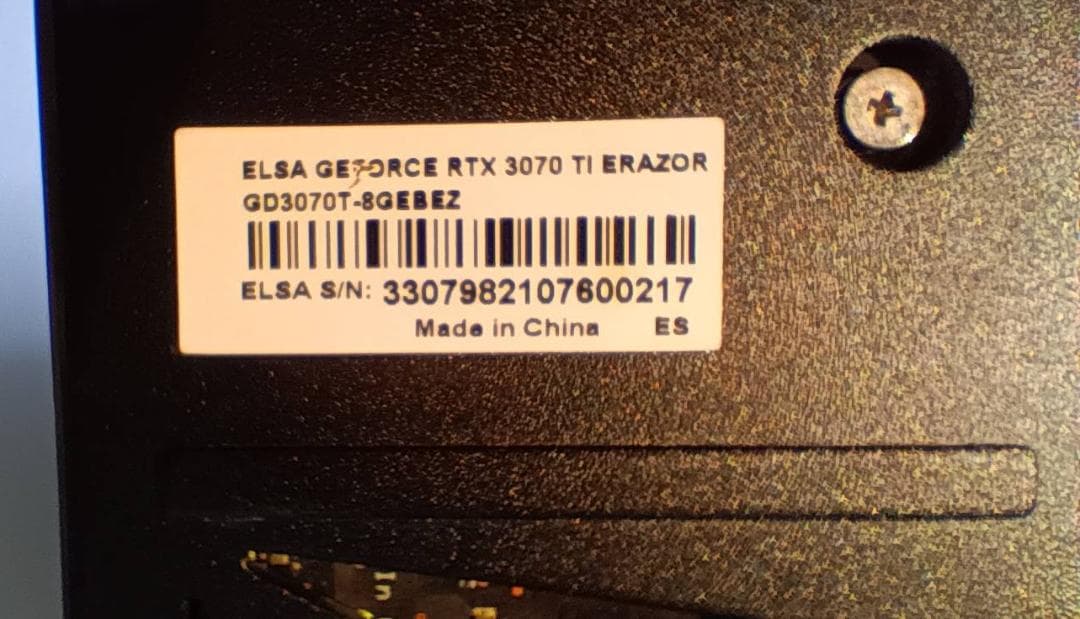 ELSA GEFORCE RTX 3070 TI ERAZOR
GD3070T-8GEBEZ
ELSA S/N: 3307982107600217
Made in China ES